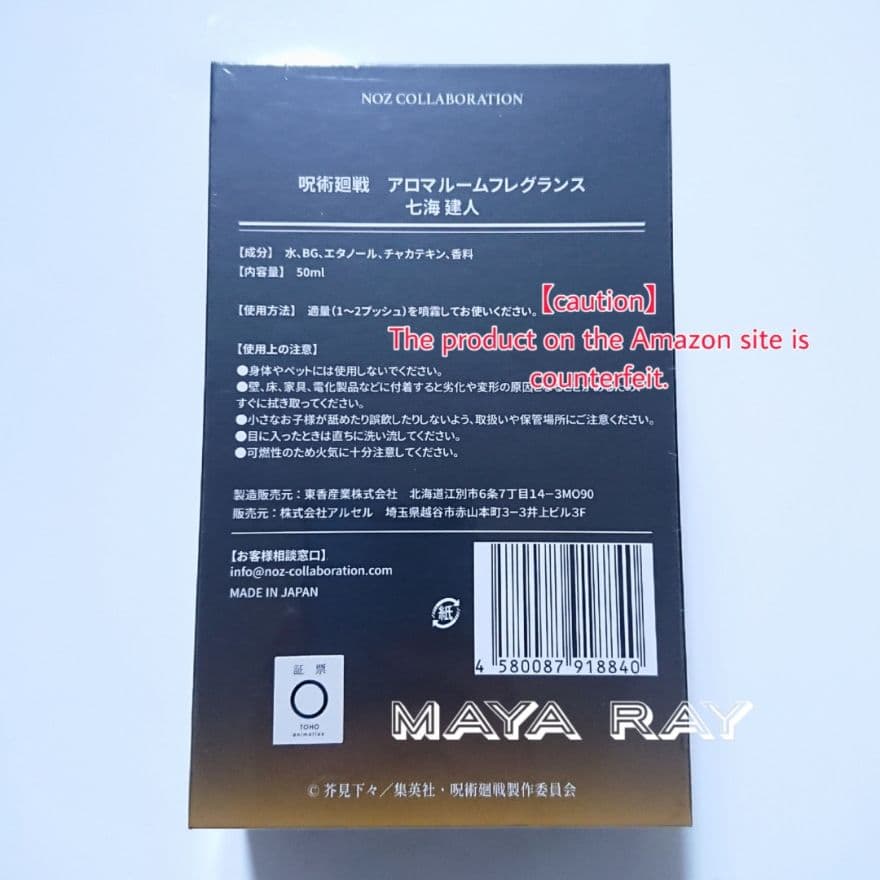 NOZ COLLABORATION
呪術廻戦 アロマルームフレグランス
七海 建人
【成分】 水、BG、エタノール、チャカテキン、香料
【内容量】 50ml
【使用方法】 適量(1〜2プッシュ)を噴霧してお使いください。
【caution】
The product on the Amazon site is
counterfeit.
【使用上の注意】
●身体やペットには使用しないでください。
●壁、床、家具、電化製品などに付着すると劣化や変形の原因
すぐに拭き取ってください。
●小さなお子様が舐めたり誤飲したりしないよう、取扱いや保管場所にご注意ください。
●目に入ったときは直ちに洗い流してください。
●可燃性のため火気に十分注意してください。
製造販売元:東香産業株式会社 北海道江別市6条7丁目14−3MO90
販売元:株式会社アルセル 埼玉県越谷市赤山本町3−3井上ビル3F
【お客様相談窓口】
info@noz-collaboration.com
MADE IN JAPAN
紙
4 580087 918840
証 票
TOHO
animation
MAYA RAY
© 芥見下々/集英社・呪術廻戦製作委員会